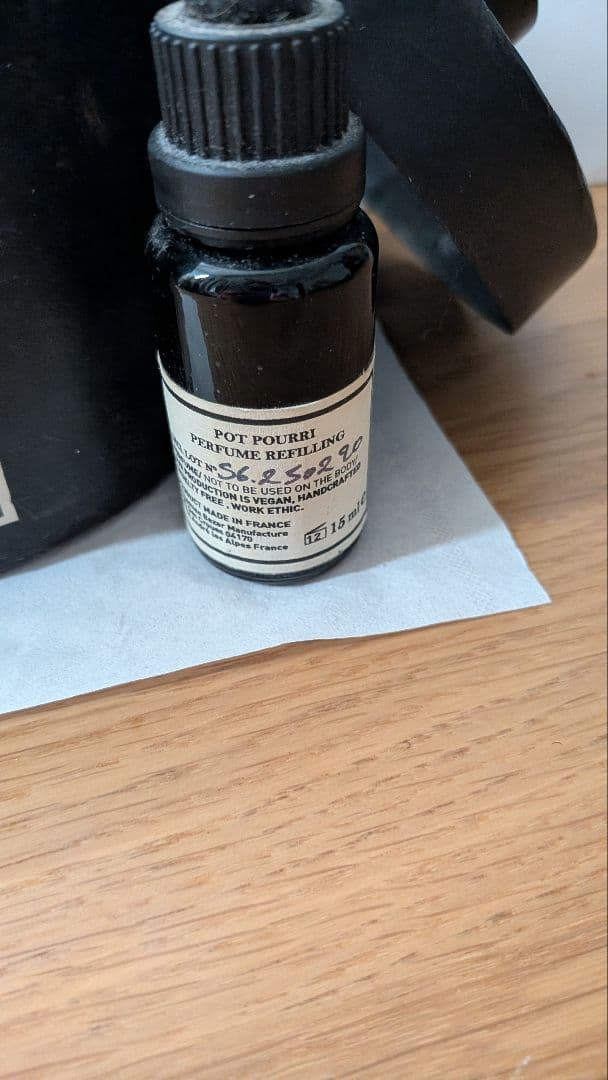 POT POURRI
PERFUME REFILLING
LOT N° S6.250290
NOT TO BE USED ON THE BODY/
PRODUCTION IS VEGAN, HANDCRAFTED
FREE . WORK ETHIC.
MADE IN FRANCE
Manufacture
06170
les Alpes France
12 15 ml e